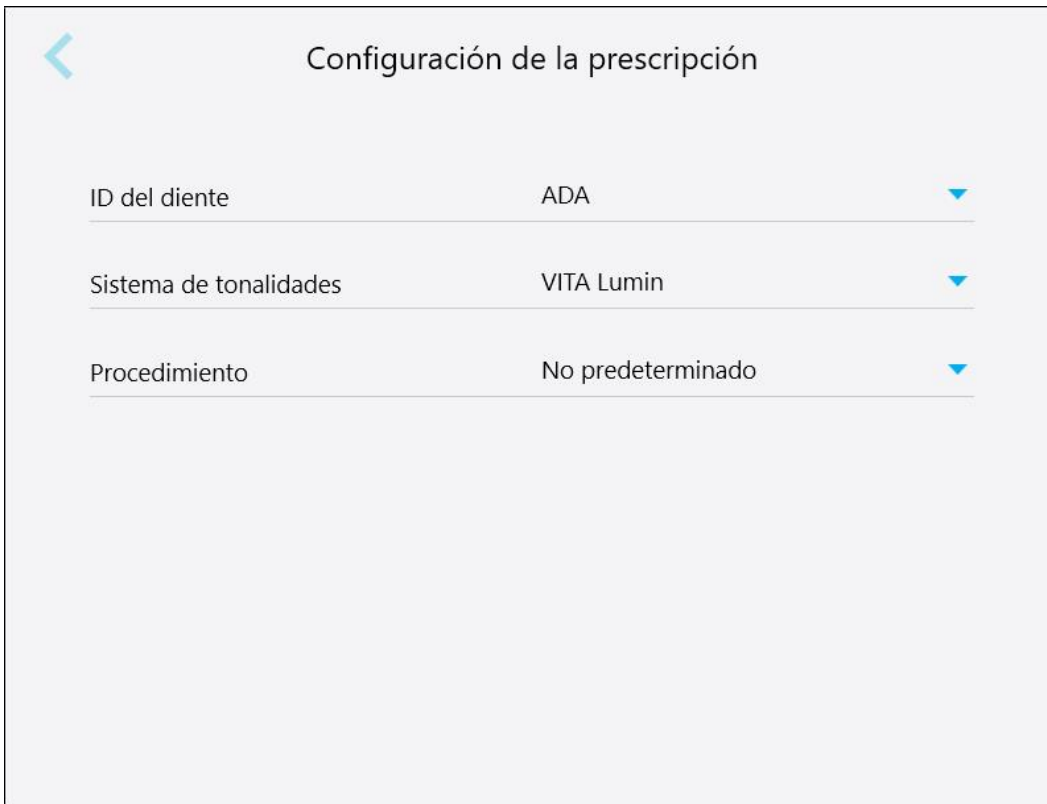 Configuración de la prescripción
ID del diente ADA
Sistema de tonalidades VITA Lumin
Procedimiento No predeterminado